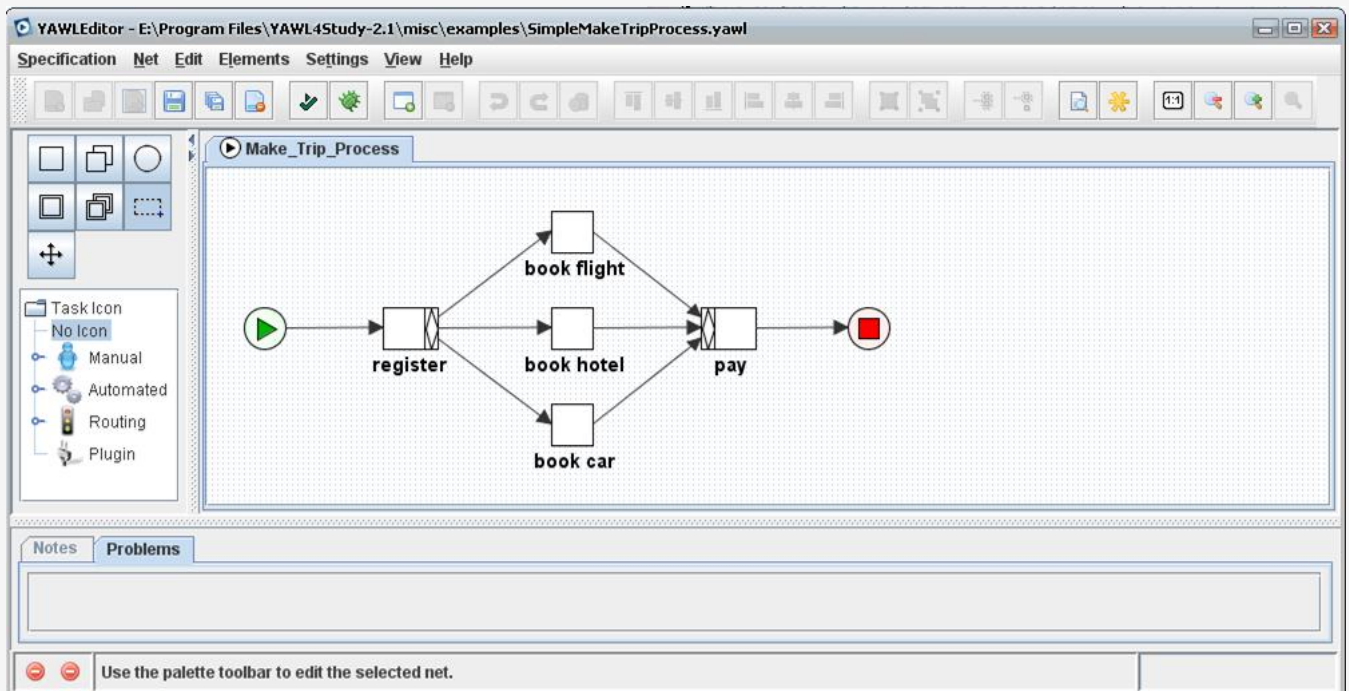 YAWLEditor - E:\Program Files\YAWL4Study-2.1\misc\examples\SimpleMakeTripProcess.yawl
Specification Net Edit Elements Settings View Help
1:1
Make_Trip_Process
Task Icon
No Icon
Manual
Automated
Routing
Plugin
book flight
register
book hotel
pay
book car
Notes Problems
Use the palette toolbar to edit the selected net.